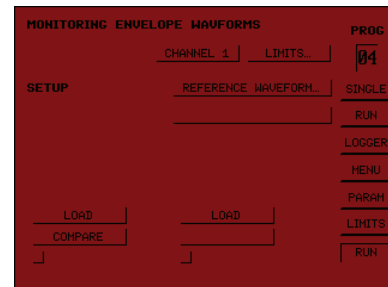 MONITORING ENVELOPE WAVFORMS
PROG
CHANNEL 1
LIMITS…
04
SETUP
REFERENCE WAVEFORM…
SINGLE
RUN
LOGGER
MENU
PARAM
LOAD
LOAD
LIMITS
COMPARE
RUN